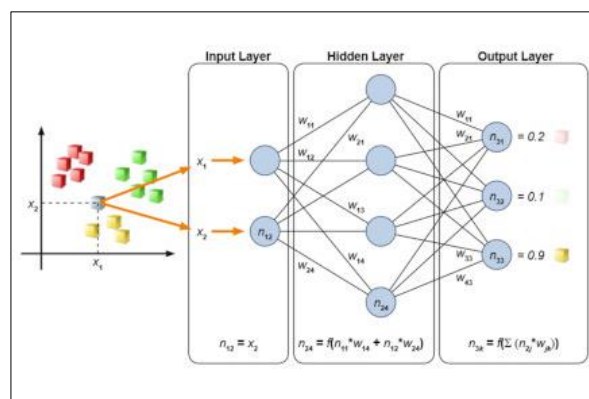 Input Layer Hidden Layer Output Layer
w₁₁ w₁₁
w₂₁ w₂₁ n₃₁ = 0.2
x₁ w₁₂
x₂ n₃₂ = 0.1
w₁₃
x₂ n₁₂ w₃₃ n₃₃ = 0.9
w₁₄ w₄₃
x₁ w₂₄
n₂₄
n₁₂ = x₂ n₂₄ = f(n₁₁*w₁₄ + n₁₂*w₂₄) n₃ₖ = f(Σ (n₂ⱼ*wⱼₖ))